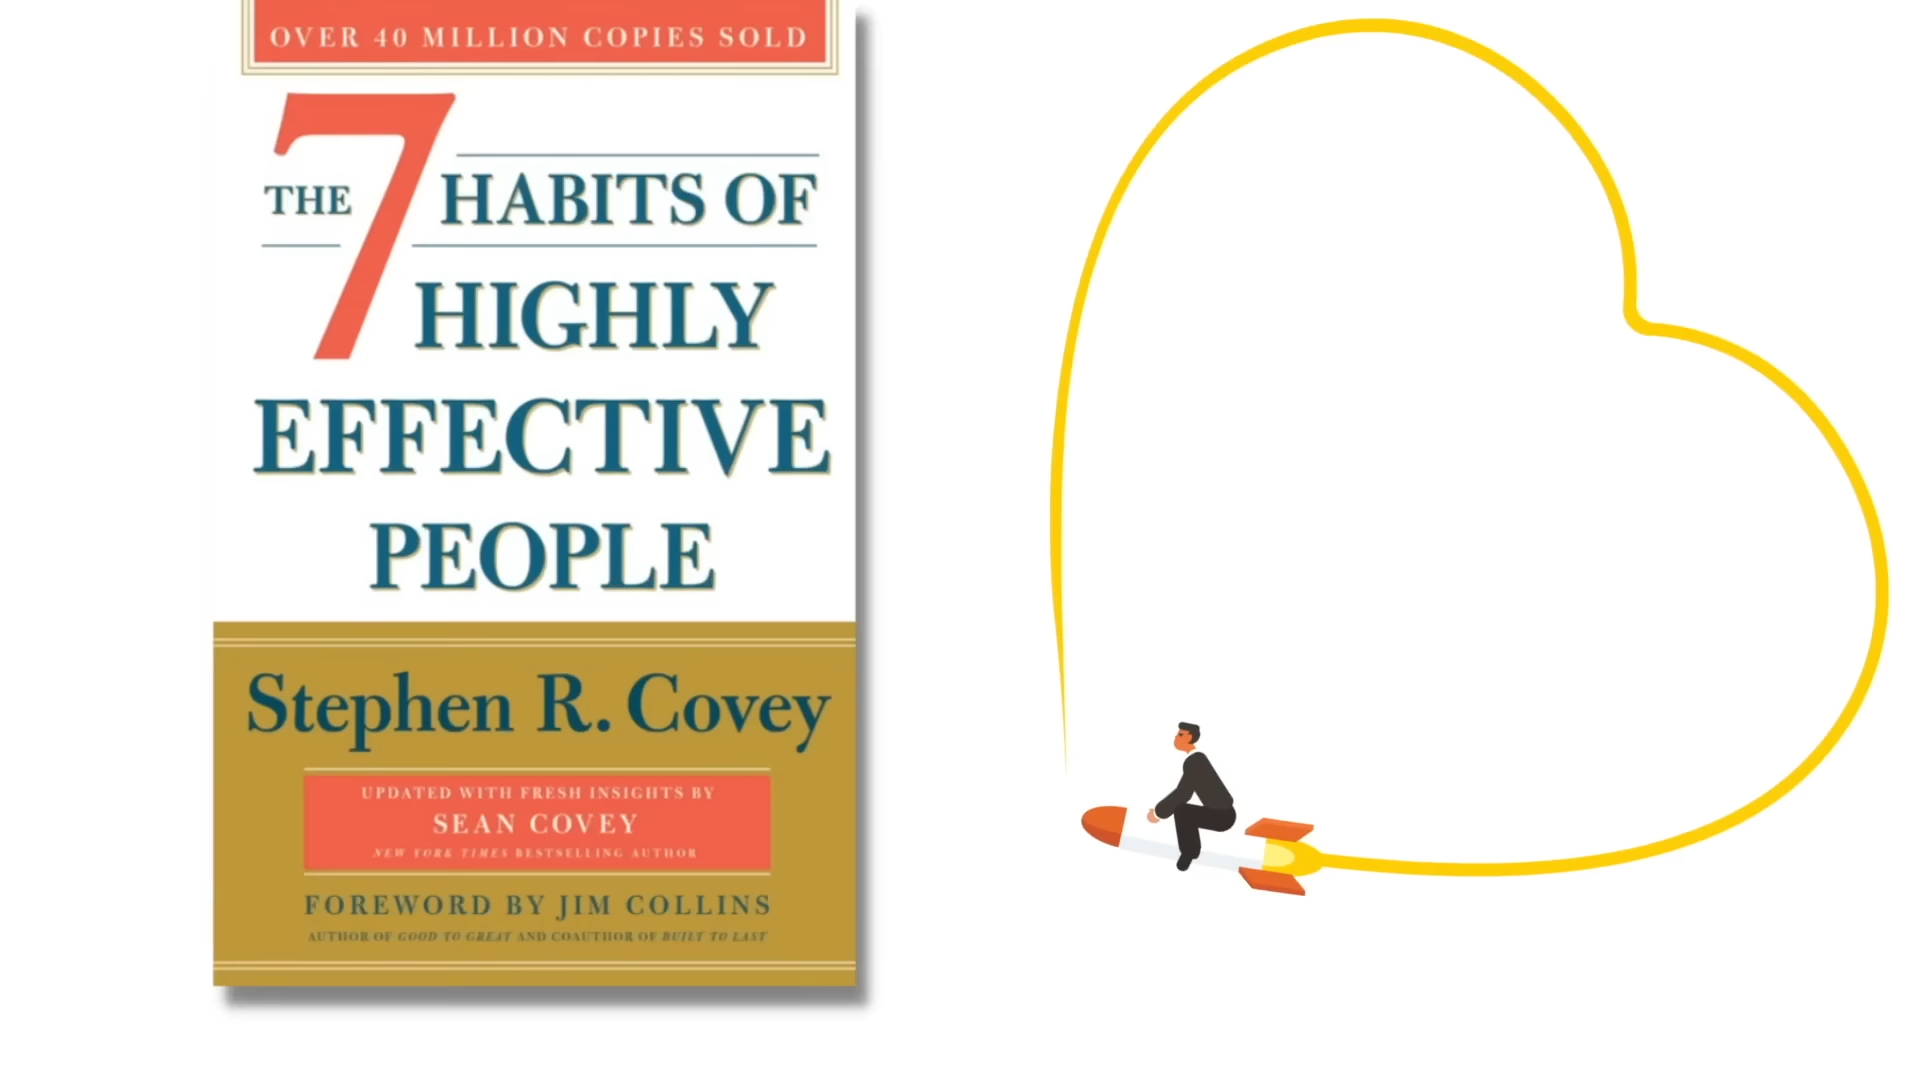 OVER 40 MILLION COPIES SOLD
THE 7 HABITS OF
HIGHLY
EFFECTIVE
PEOPLE
Stephen R. Covey
UPDATED WITH FRESH INSIGHTS BY
SEAN COVEY
NEW YORK TIMES BESTSELLING AUTHOR
FOREWORD BY JIM COLLINS
AUTHOR OF GOOD TO GREAT AND COAUTHOR OF BUILT TO LAST